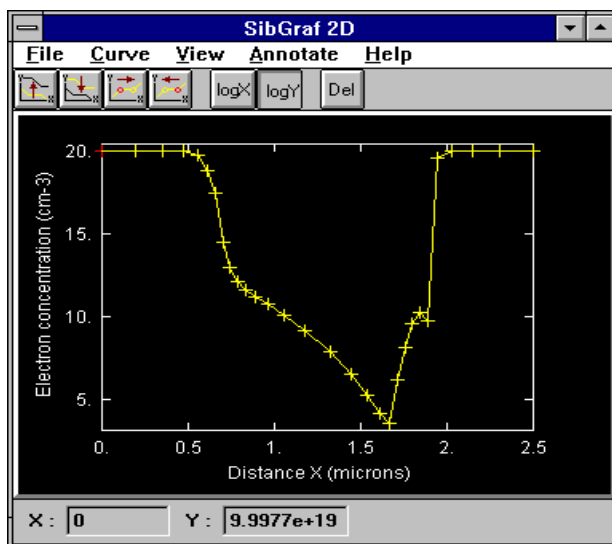 SibGraf 2D
File Curve View Annotate Help
Y X Y X Y X Y X logX logY Del
20.
15.
10.
5.
Electron concentration (cm-3)
0. 0.5 1. 1.5 2. 2.5
Distance X (microns)
X : 0 Y : 9.9977e+19